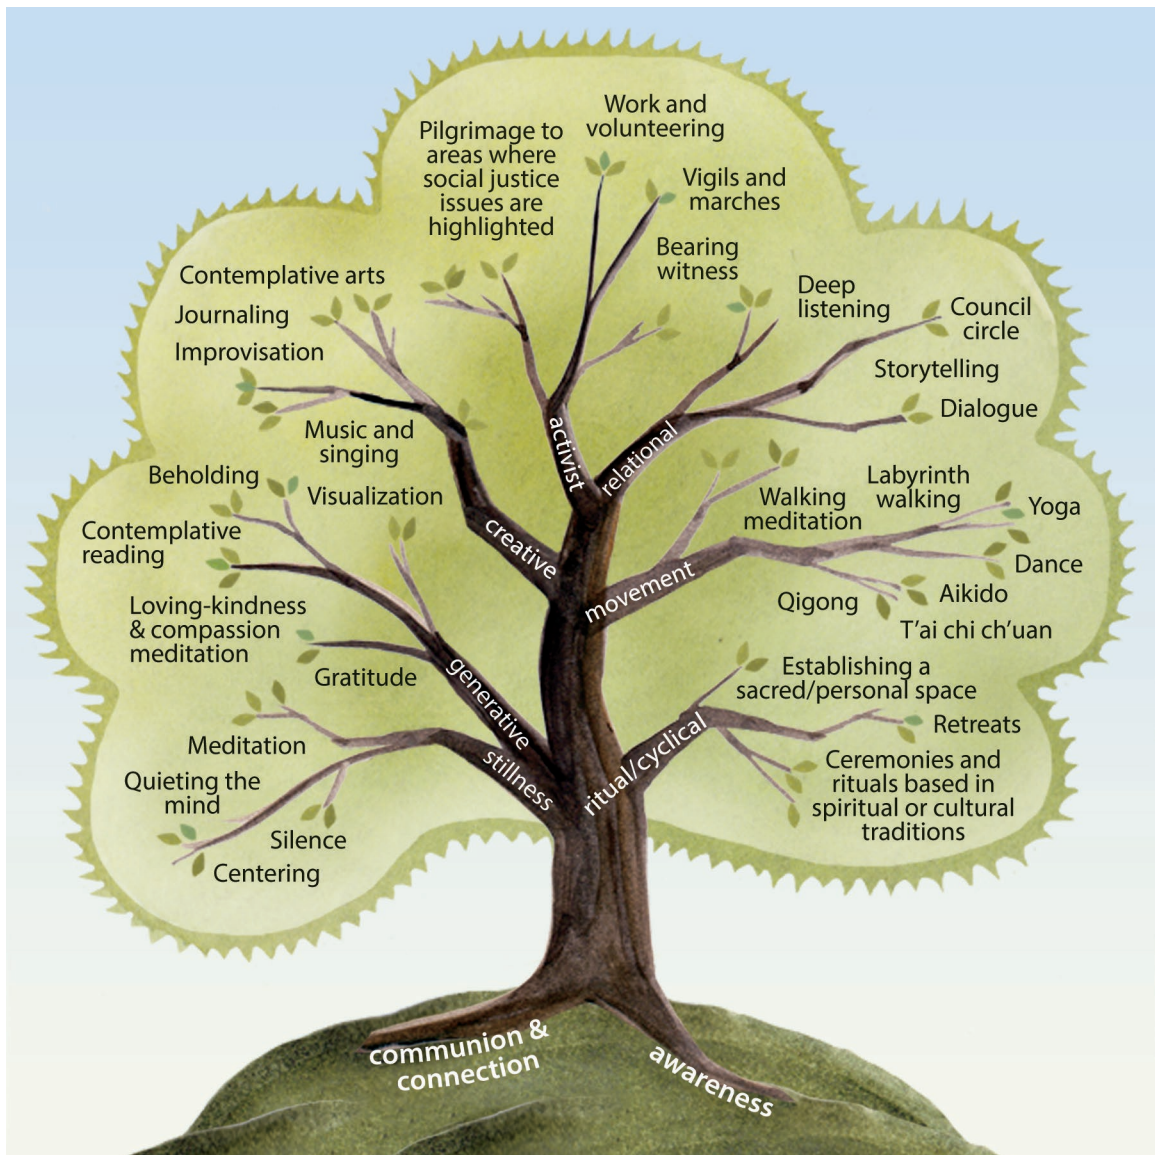 Work and
volunteering
Pilgrimage to
areas where
social justice
issues are
highlighted
Vigils and
marches
Bearing
witness
Contemplative arts
Journaling
Improvisation
Deep
listening
Council
circle
Storytelling
Dialogue
Music and
singing
activist
relational
Beholding
Visualization
Contemplative
reading
Labyrinth
walking
Walking
meditation
Yoga
Dance
creative
movement
Qigong
Aikido
T’ai chi ch’uan
Loving-kindness
& compassion
meditation
Gratitude
generative
Establishing a
sacred/personal space
Retreats
ritual/cyclical
Meditation
stillness
Quieting the
mind
Silence
Centering
Ceremonies and
rituals based in
spiritual or cultural
traditions
communion &
connection
awareness